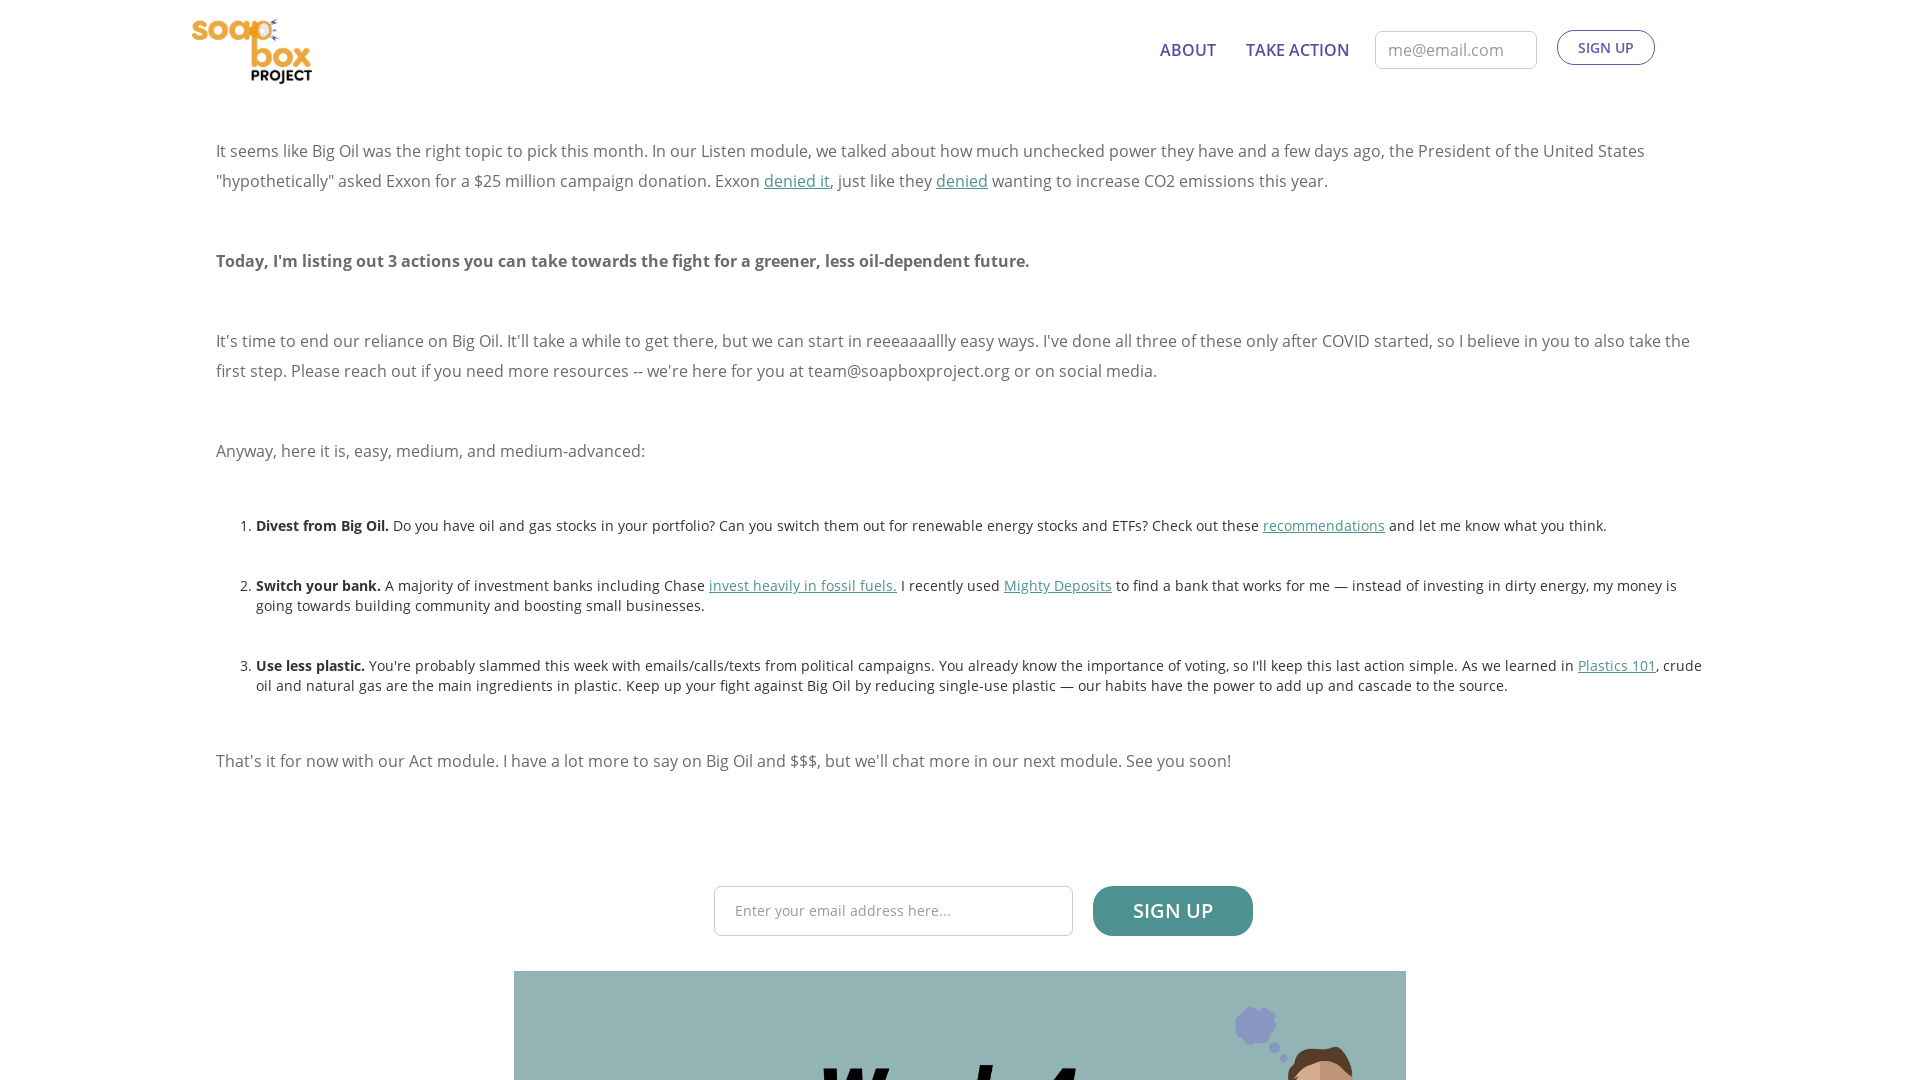 soap
box
PROJECT
ABOUT
TAKE ACTION
me@email.com
SIGN UP
It seems like Big Oil was the right topic to pick this month. In our Listen module, we talked about how much unchecked power they have and a few days ago, the President of the United States
"hypothetically" asked Exxon for a $25 million campaign donation. Exxon denied it, just like they denied wanting to increase CO2 emissions this year.
Today, I'm listing out 3 actions you can take towards the fight for a greener, less oil-dependent future.
It's time to end our reliance on Big Oil. It'll take a while to get there, but we can start in reeeaaaallly easy ways. I've done all three of these only after COVID started, so I believe in you to also take the
first step. Please reach out if you need more resources -- we're here for you at team@soapboxproject.org or on social media.
Anyway, here it is, easy, medium, and medium-advanced:
1. Divest from Big Oil. Do you have oil and gas stocks in your portfolio? Can you switch them out for renewable energy stocks and ETFs? Check out these recommendations and let me know what you think.
2. Switch your bank. A majority of investment banks including Chase invest heavily in fossil fuels. I recently used Mighty Deposits to find a bank that works for me — instead of investing in dirty energy, my money is
going towards building community and boosting small businesses.
3. Use less plastic. You're probably slammed this week with emails/calls/texts from political campaigns. You already know the importance of voting, so I'll keep this last action simple. As we learned in Plastics 101, crude
oil and natural gas are the main ingredients in plastic. Keep up your fight against Big Oil by reducing single-use plastic — our habits have the power to add up and cascade to the source.
That's it for now with our Act module. I have a lot more to say on Big Oil and $$$, but we'll chat more in our next module. See you soon!
Enter your email address here...
SIGN UP